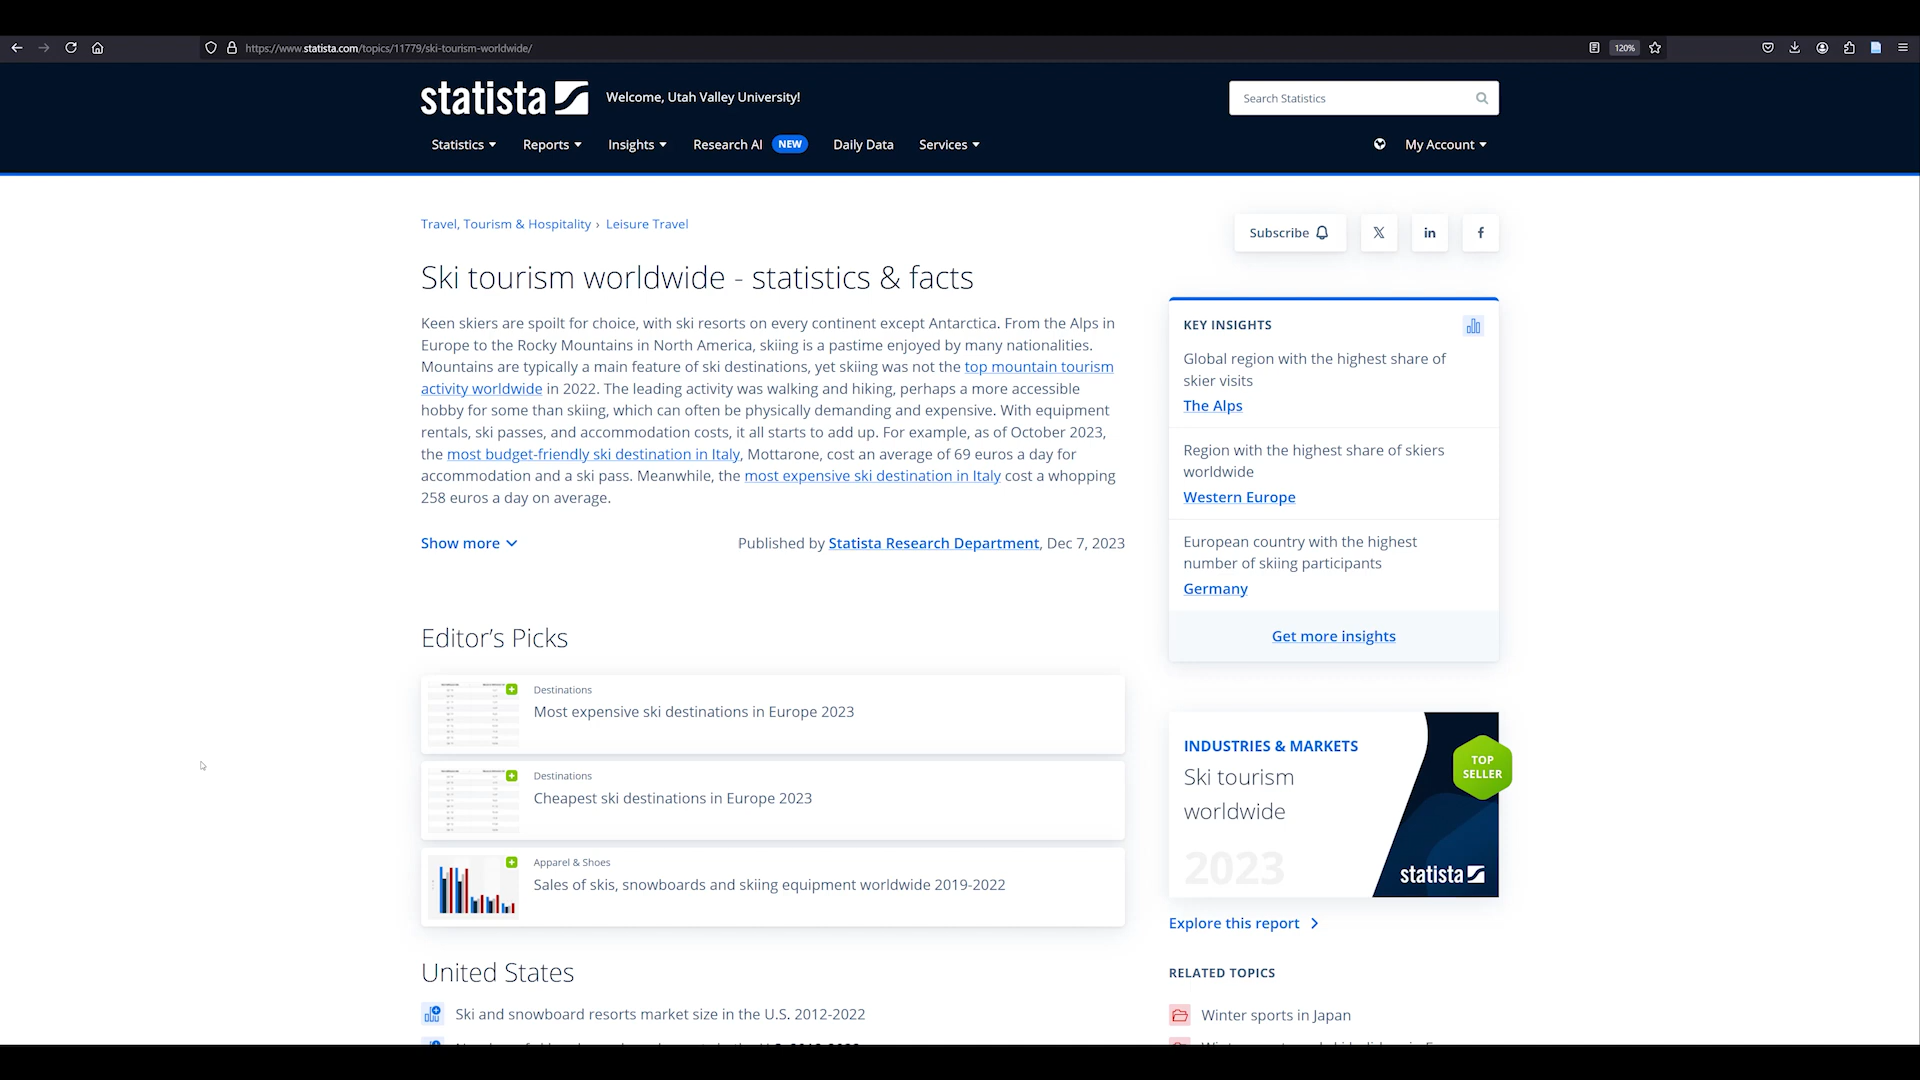 https://www.statista.com/topics/11779/ski-tourism-worldwide/
120%
statista
Welcome, Utah Valley University!
Search Statistics
Statistics
Reports
Insights
Research AI NEW
Daily Data
Services
My Account
Travel, Tourism & Hospitality › Leisure Travel
Subscribe
Ski tourism worldwide - statistics & facts
Keen skiers are spoilt for choice, with ski resorts on every continent except Antarctica. From the Alps in
Europe to the Rocky Mountains in North America, skiing is a pastime enjoyed by many nationalities.
Mountains are typically a main feature of ski destinations, yet skiing was not the top mountain tourism
activity worldwide in 2022. The leading activity was walking and hiking, perhaps a more accessible
hobby for some than skiing, which can often be physically demanding and expensive. With equipment
rentals, ski passes, and accommodation costs, it all starts to add up. For example, as of October 2023,
the most budget-friendly ski destination in Italy, Mottarone, cost an average of 69 euros a day for
accommodation and a ski pass. Meanwhile, the most expensive ski destination in Italy cost a whopping
258 euros a day on average.
Show more
Published by Statista Research Department, Dec 7, 2023
KEY INSIGHTS
Global region with the highest share of
skier visits
The Alps
Region with the highest share of skiers
worldwide
Western Europe
European country with the highest
number of skiing participants
Germany
Get more insights
Editor's Picks
Destinations
Most expensive ski destinations in Europe 2023
Destinations
Cheapest ski destinations in Europe 2023
Apparel & Shoes
Sales of skis, snowboards and skiing equipment worldwide 2019-2022
INDUSTRIES & MARKETS
Ski tourism
worldwide
2023
TOP
SELLER
statista
Explore this report
United States
Ski and snowboard resorts market size in the U.S. 2012-2022
RELATED TOPICS
Winter sports in Japan